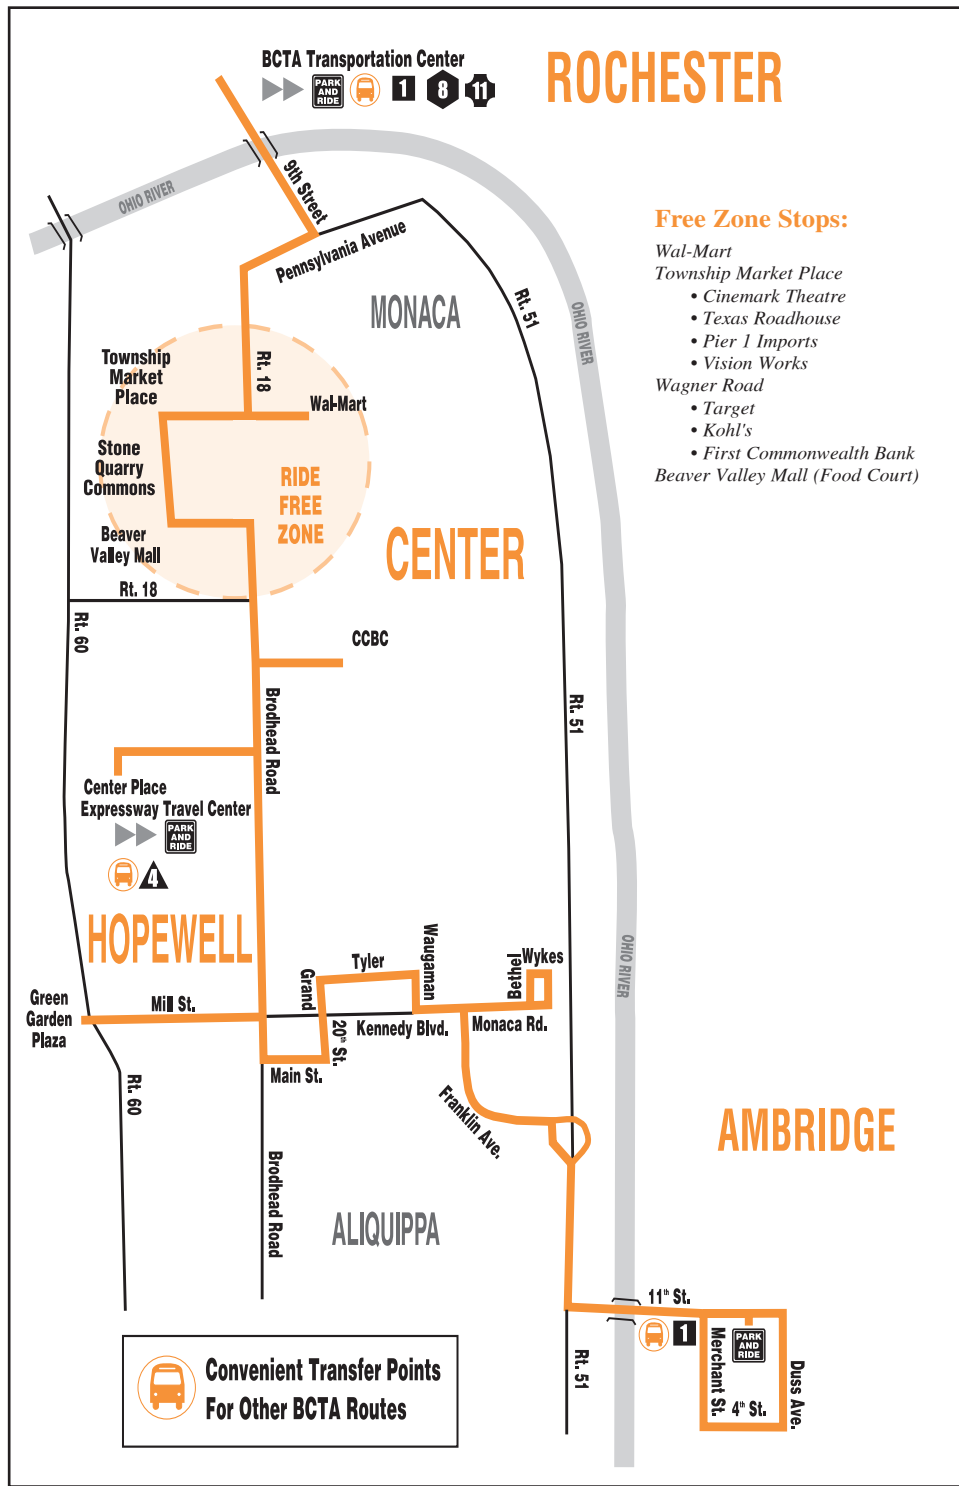 BCTA Transportation Center
PARK
AND
RIDE
1
8
11
ROCHESTER
OHIO RIVER
9th Street
Pennsylvania Avenue
MONACA
Rt. 51
OHIO RIVER
Free Zone Stops:
Wal-Mart
Township Market Place
• Cinemark Theatre
• Texas Roadhouse
• Pier 1 Imports
• Vision Works
Wagner Road
• Target
• Kohl's
• First Commonwealth Bank
Beaver Valley Mall (Food Court)
Township
Market
Place
Rt. 18
Wal-Mart
Stone
Quarry
Commons
RIDE
FREE
ZONE
Beaver
Valley Mall
CENTER
Rt. 18
Rt. 60
CCBC
Brodhead Road
Rt. 51
Center Place
Expressway Travel Center
PARK
AND
RIDE
4
HOPEWELL
OHIO RIVER
Green
Garden
Plaza
Mill St.
Grand
Tyler
Waugaman
Bethel
Wykes
20th St.
Kennedy Blvd.
Monaca Rd.
Main St.
Rt. 60
Franklin Ave.
AMBRIDGE
Brodhead Road
ALIQUIPPA
11th St.
1
Merchant St.
PARK
AND
RIDE
4th St.
Duss Ave.
Rt. 51
Convenient Transfer Points
For Other BCTA Routes